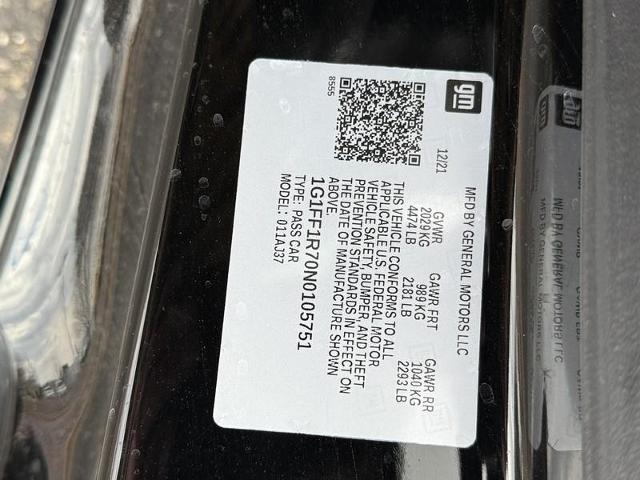 gm
12/21
8555
MFD BY GENERAL MOTORS LLC
GVWR GAWR FRT GAWR RR
2029 KG 989 KG 1040 KG
4474 LB 2181 LB 2293 LB
THIS VEHICLE CONFORMS TO ALL
APPLICABLE U.S. FEDERAL MOTOR
VEHICLE SAFETY, BUMPER, AND THEFT
PREVENTION STANDARDS IN EFFECT ON
THE DATE OF MANUFACTURE SHOWN
ABOVE.
1G1FF1R70N0105751
TYPE: PASS CAR
MODEL: 011AJ37